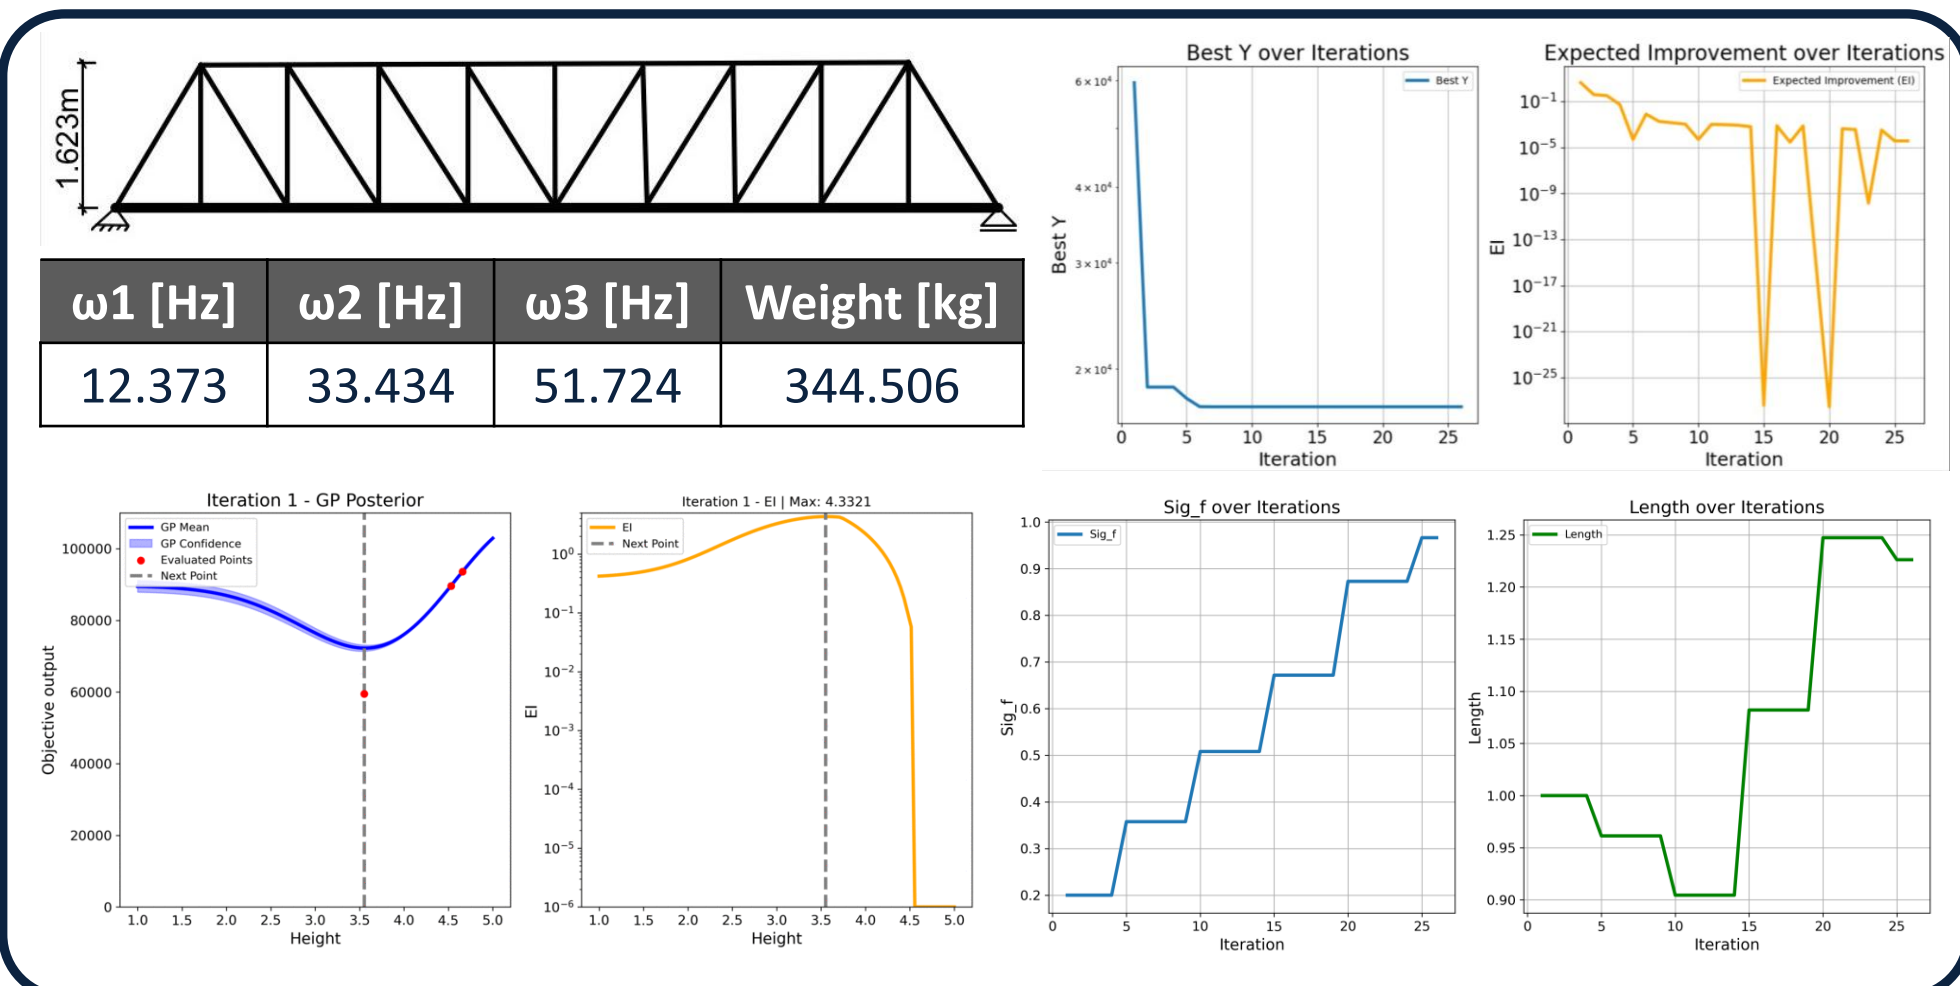 1.623m
ω1 [Hz] ω2 [Hz] ω3 [Hz] Weight [kg]
12.373 33.434 51.724 344.506
Best Y over Iterations
Best Y
6 × 10⁴
4 × 10⁴
3 × 10⁴
2 × 10⁴
Best Y
0 5 10 15 20 25
Iteration
Expected Improvement over Iterations
Expected Improvement (EI)
10⁻¹
10⁻⁵
10⁻⁹
10⁻¹³
10⁻¹⁷
10⁻²¹
10⁻²⁵
EI
0 5 10 15 20 25
Iteration
Iteration 1 - GP Posterior
GP Mean
GP Confidence
Evaluated Points
Next Point
100000
80000
60000
40000
20000
0
Objective output
1.0 1.5 2.0 2.5 3.0 3.5 4.0 4.5 5.0
Height
Iteration 1 - EI | Max: 4.3321
EI
Next Point
10⁰
10⁻¹
10⁻²
10⁻³
10⁻⁴
10⁻⁵
10⁻⁶
EI
1.0 1.5 2.0 2.5 3.0 3.5 4.0 4.5 5.0
Height
Sig_f over Iterations
Sig_f
1.0
0.9
0.8
0.7
0.6
0.5
0.4
0.3
0.2
Sig_f
0 5 10 15 20 25
Iteration
Length over Iterations
Length
1.25
1.20
1.15
1.10
1.05
1.00
0.95
0.90
Length
0 5 10 15 20 25
Iteration